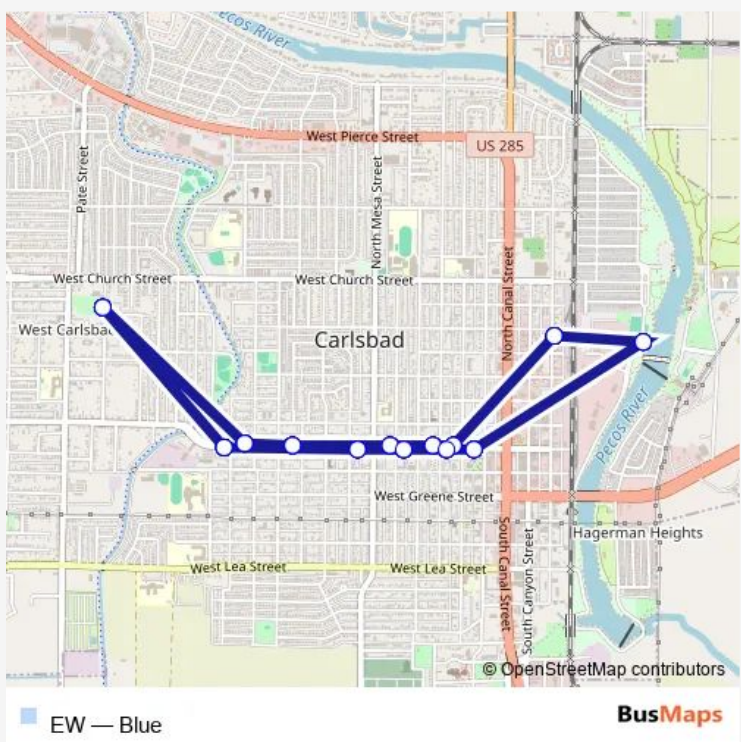 Pecos River
West Pierce Street
US 285
Pate Street
North Mesa Street
West Church Street
West Church Street
North Canal Street
West Carlsba
Carlsbad
Pecos River
West Greene Street
Hagerman Heights
West Lea Street
West Lea Street
South Canal Street
South Canyon Street
© OpenStreetMap contributors
EW — Blue
BusMaps